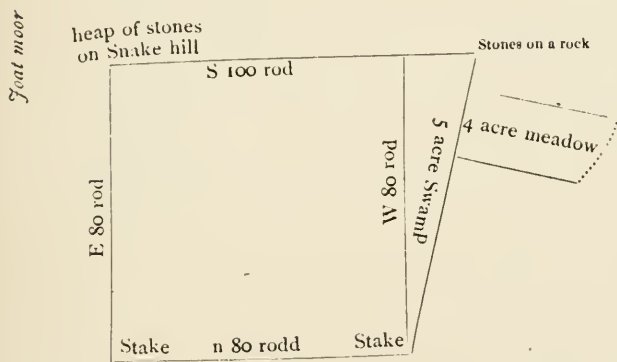 Joal moor
heap of stones
on Snake hill
Stones on a rock
S 100 rod
4 acre meadow
5 acre Swamp
W 80 rod
E 80 rod
Stake
n 80 rodd
Stake